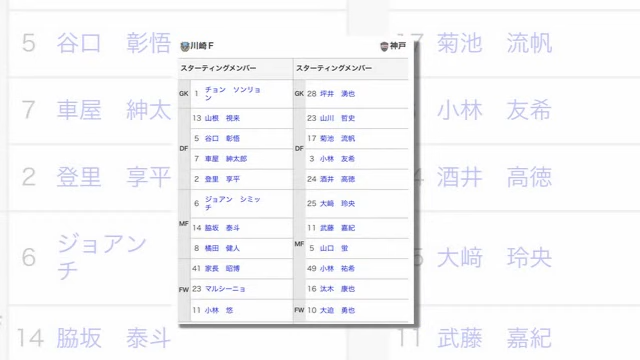 川崎F
神戸
スターティングメンバー
スターティングメンバー
GK 1 チョン ソンリョン
GK 28 坪井 湧也
13 山根 視来
23 山川 哲史
DF
5 谷口 彰悟
17 菊池 流帆
DF
7 車屋 紳太郎
3 小林 友希
2 登里 享平
24 酒井 高徳
6 ジョアン シミッチ
25 大﨑 玲央
MF
14 脇坂 泰斗
11 武藤 嘉紀
8 橘田 健人
MF
5 山口 蛍
41 家長 昭博
49 小林 祐希
FW
23 マルシーニョ
16 汰木 康也
11 小林 悠
FW 10 大迫 勇也
5 谷口 彰悟
7 車屋 紳太
2 登里 享平
6 ジョアン
チ
14 脇坂 泰斗
17 菊池 流帆
小林 友希
酒井 高徳
大﨑 玲央
11 武藤 嘉紀